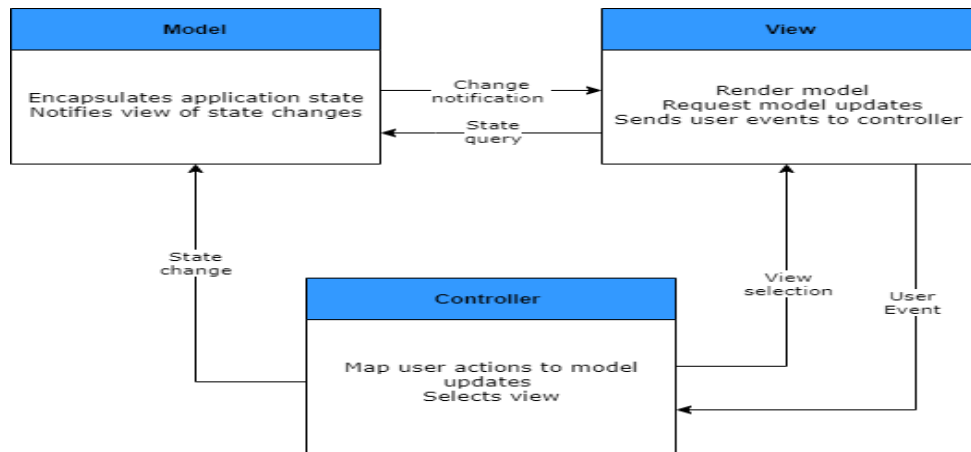 Model
View
Encapsulates application state
Notifies view of state changes
Change
notification
State
query
Render model
Request model updates
Sends user events to controller
State
change
View
selection
User
Event
Controller
Map user actions to model
updates
Selects view